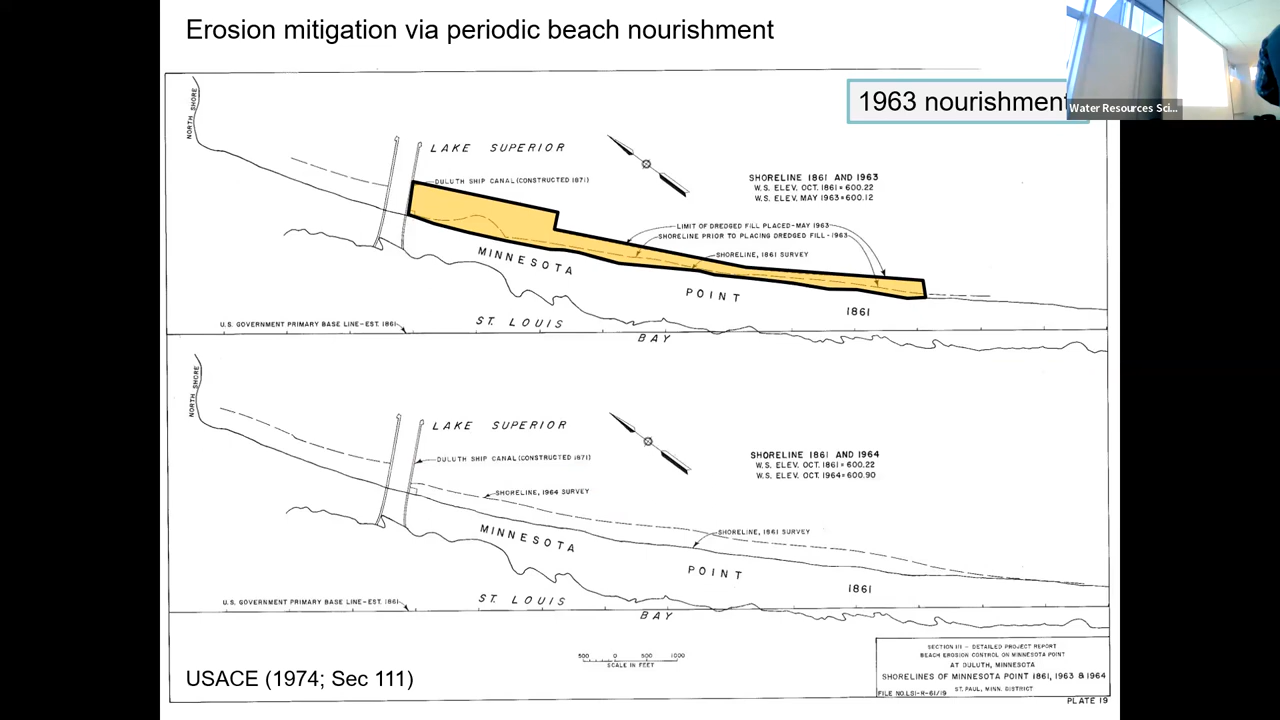 Erosion mitigation via periodic beach nourishment
1963 nourishment
Water Resources Sci...
NORTH SHORE
LAKE SUPERIOR
DULUTH SHIP CANAL (CONSTRUCTED 1871)
SHORELINE 1861 AND 1963
W.S. ELEV. OCT. 1861 = 600.22
W.S. ELEV. MAY 1963 = 600.12
LIMIT OF DREDGED FILL PLACED-MAY 1963
SHORELINE PRIOR TO PLACING DREDGED FILL-1963
SHORELINE, 1861 SURVEY
MINNESOTA
POINT
1861
ST. LOUIS
BAY
U.S. GOVERNMENT PRIMARY BASE LINE-EST. 1861
NORTH SHORE
LAKE SUPERIOR
DULUTH SHIP CANAL (CONSTRUCTED 1871)
SHORELINE 1861 AND 1964
W.S. ELEV. OCT. 1861 = 600.22
W.S. ELEV. OCT. 1964 = 600.90
SHORELINE, 1964 SURVEY
SHORELINE, 1861 SURVEY
MINNESOTA
POINT
1861
ST. LOUIS
BAY
U.S. GOVERNMENT PRIMARY BASE LINE-EST. 1861
500 0 500 1000
SCALE IN FEET
SECTION III - DETAILED PROJECT REPORT
BEACH EROSION CONTROL ON MINNESOTA POINT
AT DULUTH, MINNESOTA
SHORELINES OF MINNESOTA POINT 1861, 1963 & 1964
ST. PAUL, MINN. DISTRICT
FILE NO. LSI-R-61/19
PLATE 19
USACE (1974; Sec 111)